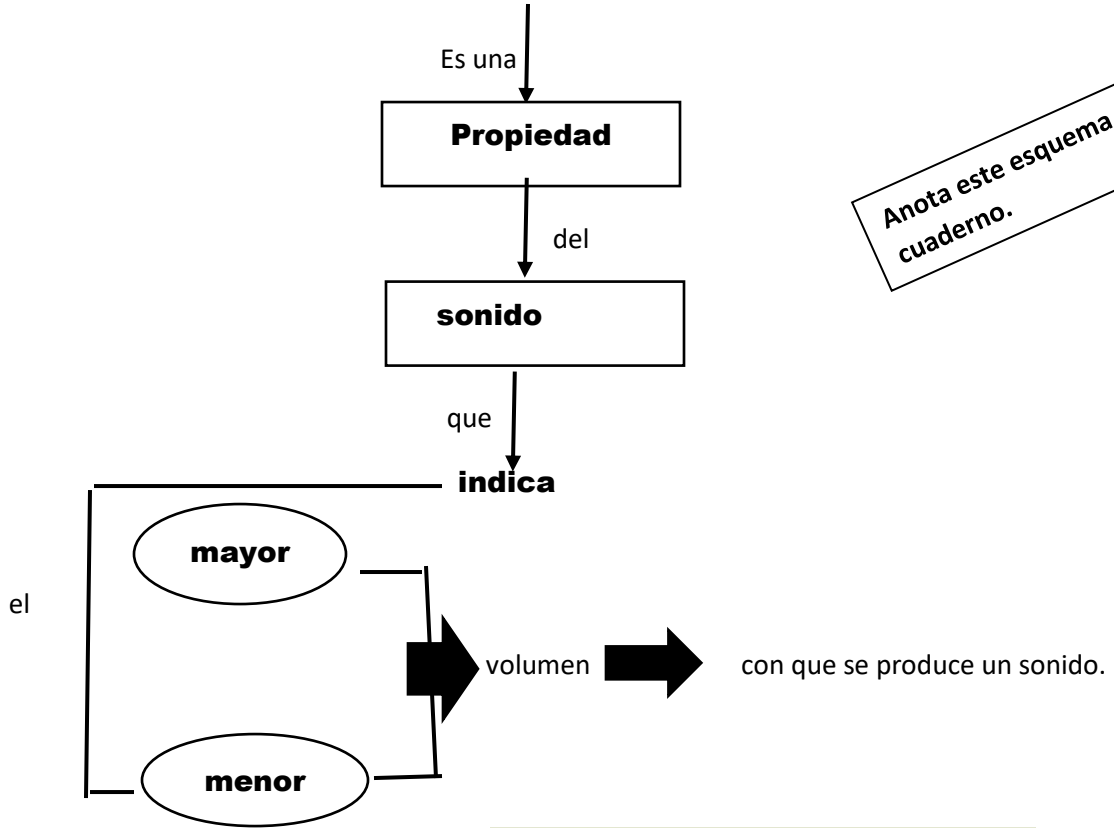 Es una
Propiedad
Anota este esquema
cuaderno.
del
sonido
que
indica
mayor
el
volumen
con que se produce un sonido.
menor